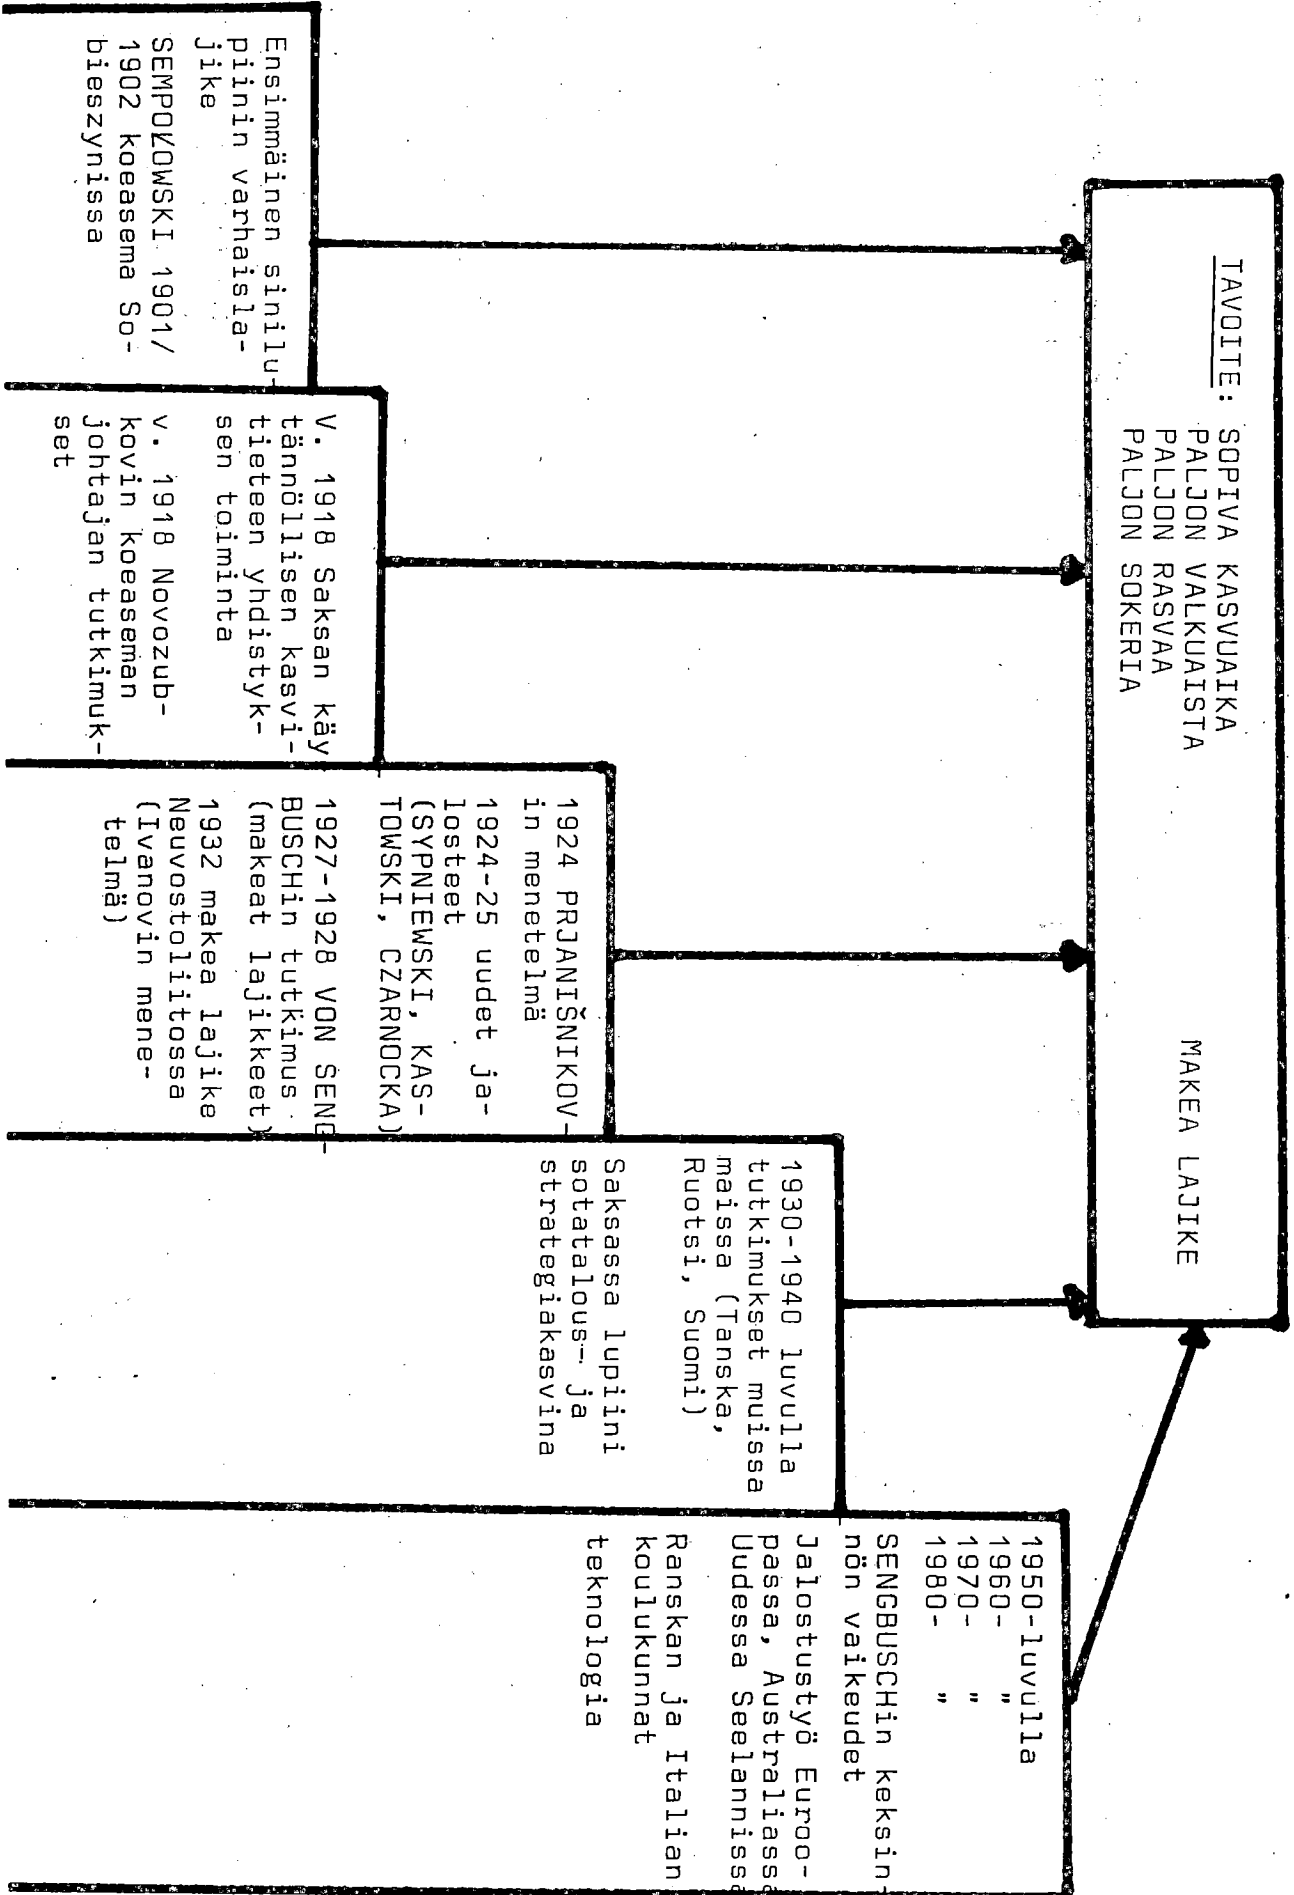 TAVOITE: SOPIVA KASVUAIKA
PALJON VALKUAISTA
PALJON RASVAA
PALJON SOKERIA
MAKEA LAJIKE
Ensimmäinen sinilu-
piinin varhaisla-
jike
SEMPOŁOWSKI 1901/
1902 koeasema So-
bieszynissa
V. 1918 Saksan käy
tännöllisen kasvi-
tieteen yhdistyk-
sen toiminta
v. 1918 Novozub-
kovin koeaseman
johtajan tutkimuk-
set
1924 PRJANIŠNIKOV-
in menetelmä
1924-25 uudet ja-
losteet
(SYPNIEWSKI, KAS-
TOWSKI, CZARNOCKA)
1927-1928 VON SENG-
BUSCHin tutkimus
(makeat lajikkeet)
1932 makea lajike
Neuvostoliitossa
(Ivanovin mene-
telmä)
1930-1940 luvulla
tutkimukset muissa
maissa (Tanska,
Ruotsi, Suomi)
Saksassa lupiini
sotatalous- ja
strategiakasvina
1950-luvulla
1960- "
1970- "
1980- "
SENGBUSCHin keksin-
nön vaikeudet
Jalostustyö Euroo-
passa, Australiassa
Uudessa Seelannissa
Ranskan ja Italian
koulukunnat
teknologia